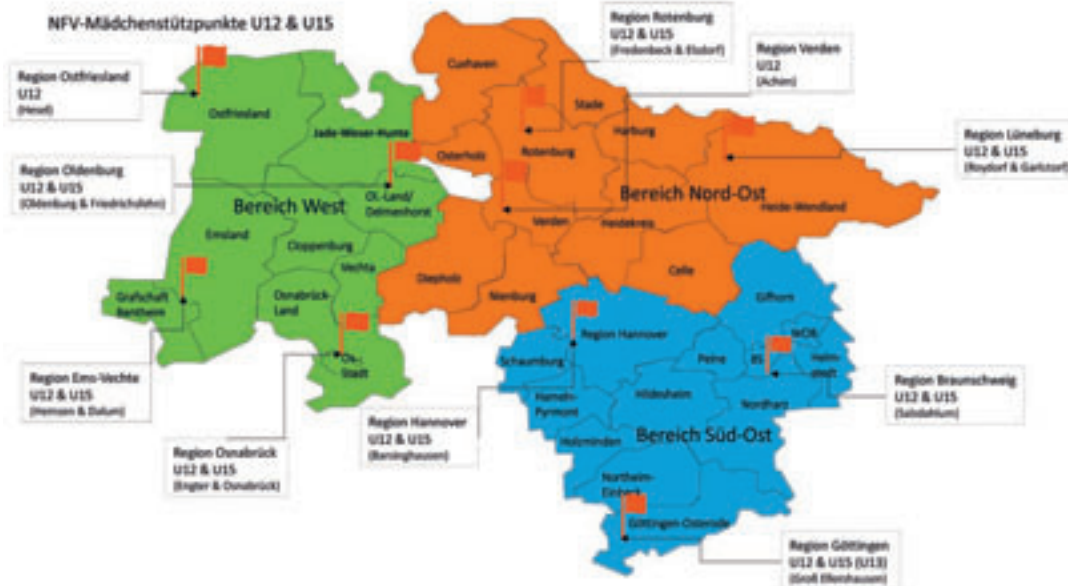 NFV-Mädchenstützpunkte U12 & U15
Region Ostfriesland
U12
(Hesel)
Region Rotenburg
U12 & U15
(Fredenbeck & Elsdorf)
Region Verden
U12
(Achim)
Region Oldenburg
U12 & U15
(Oldenburg & Friedrichsfehn)
Region Lüneburg
U12 & U15
(Roydorf & Garlstorf)
Bereich West
Ostfriesland
Jade-Weser-Hunte
Ol.-Land/
Delmenhorst
Emsland
Cloppenburg
Vechta
Grafschaft
Bentheim
Osnabrück-
Land
Os.-
Stadt
Bereich Nord-Ost
Cuxhaven
Stade
Harburg
Osterholz
Rotenburg
Verden
Heidekreis
Heide-Wendland
Diepholz
Nienburg
Celle
Bereich Süd-Ost
Gifhorn
Region Hannover
Schaumburg
Peine
BS
WOB
Helm-
stedt
Hameln-
Pyrmont
Hildesheim
Nordharz
Holzminden
Northeim-
Einbeck
Göttingen-Osterode
Region Ems-Vechte
U12 & U15
(Hemsen & Dalum)
Region Osnabrück
U12 & U15
(Engter & Osnabrück)
Region Hannover
U12 & U15
(Barsinghausen)
Region Braunschweig
U12 & U15
(Salzdahlum)
Region Göttingen
U12 & U15 (U13)
(Groß Ellershausen)